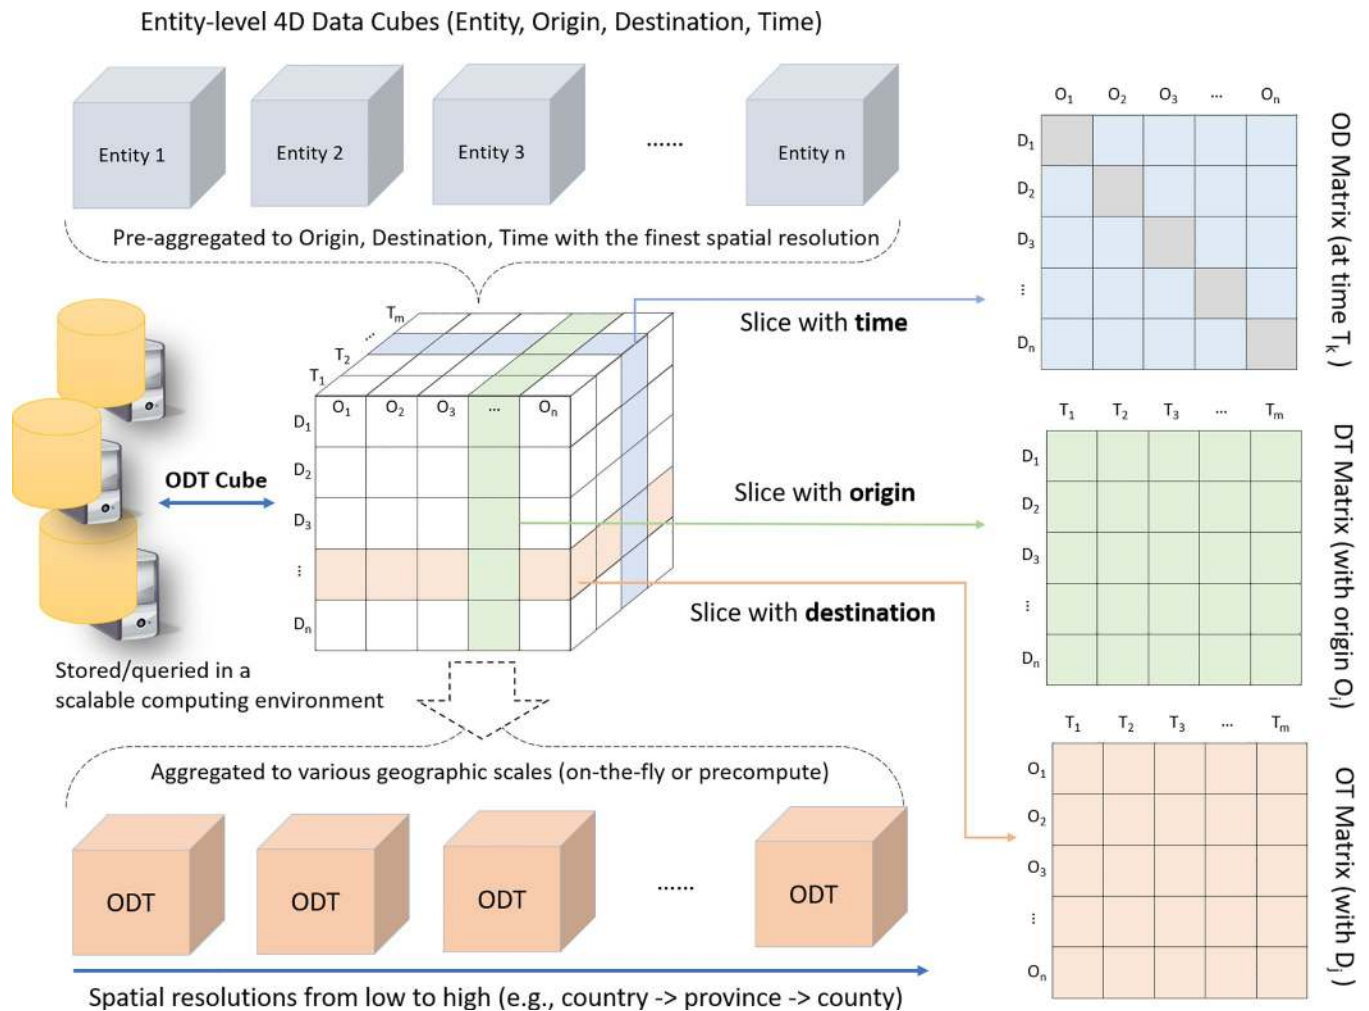 Entity-level 4D Data Cubes (Entity, Origin, Destination, Time)
Entity 1
Entity 2
Entity 3
......
Entity n
Pre-aggregated to Origin, Destination, Time with the finest spatial resolution
T₁
T₂
...
Tₘ
O₁ O₂ O₃ ... Oₙ
D₁
D₂
D₃
...
Dₙ
ODT Cube
Stored/queried in a
scalable computing environment
Slice with time
Slice with origin
Slice with destination
O₁ O₂ O₃ ... Oₙ
D₁
D₂
D₃
...
Dₙ
OD Matrix (at time Tₖ)
T₁ T₂ T₃ ... Tₘ
D₁
D₂
D₃
...
Dₙ
DT Matrix (with origin Oᵢ)
T₁ T₂ T₃ ... Tₘ
O₁
O₂
O₃
...
Oₙ
OT Matrix (with Dⱼ)
Aggregated to various geographic scales (on-the-fly or precompute)
ODT
ODT
ODT
......
ODT
Spatial resolutions from low to high (e.g., country -> province -> county)